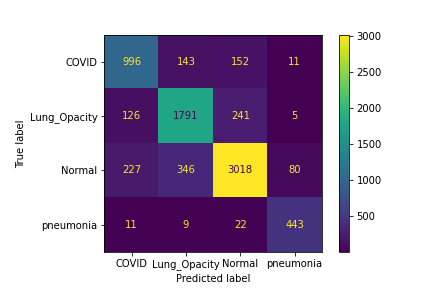 3000
COVID 996 143 152 11
2500
Lung_Opacity 126 1791 241 5
2000
1500
Normal 227 346 3018 80
1000
pneumonia 11 9 22 443
500
COVID Lung_Opacity Normal pneumonia
Predicted label
True label